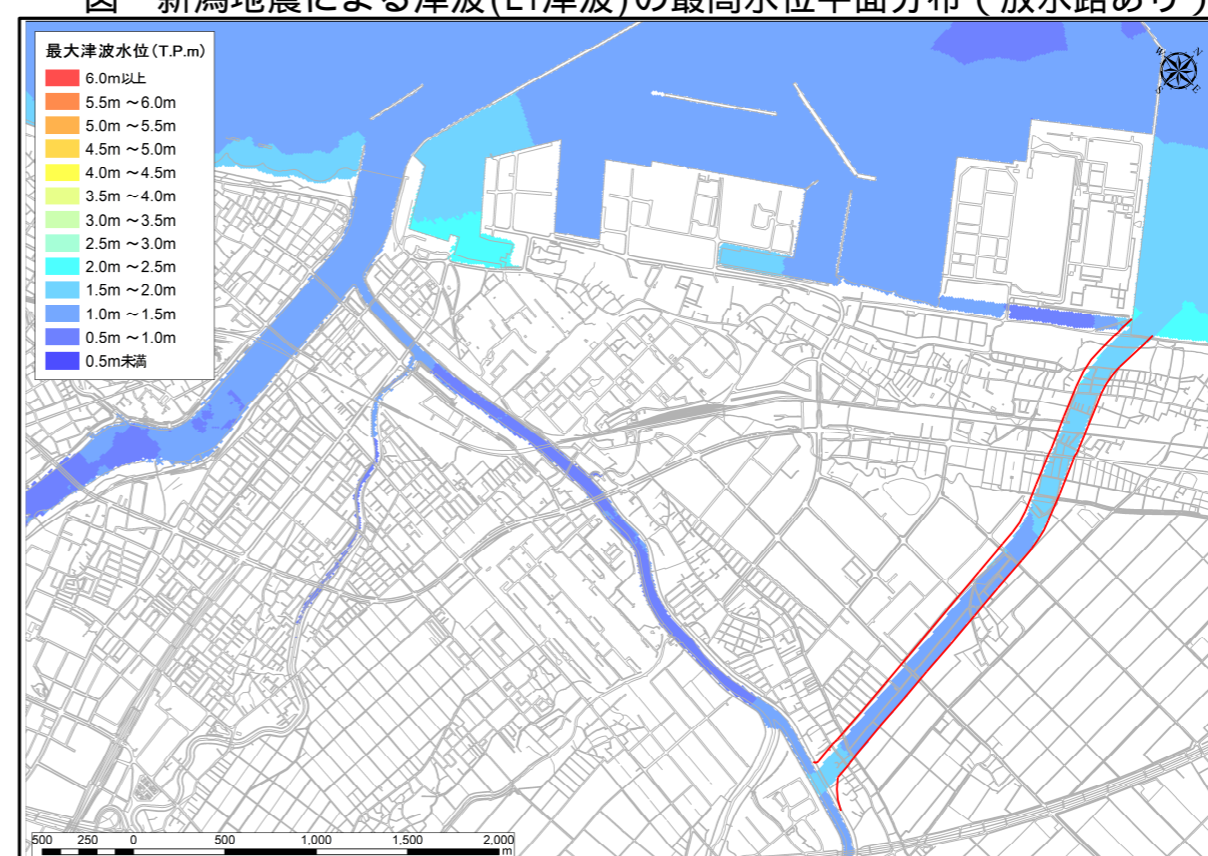 図　新潟地震による津波(L1津波)の最高水位平面分布（放水路あり）
最大津波水位(T.P.m)
6.0m以上
5.5m ～6.0m
5.0m ～5.5m
4.5m ～5.0m
4.0m ～4.5m
3.5m ～4.0m
3.0m ～3.5m
2.5m ～3.0m
2.0m ～2.5m
1.5m ～2.0m
1.0m ～1.5m
0.5m ～1.0m
0.5m未満
W N
S E
500 250 0 500 1,000 1,500 2,000
m